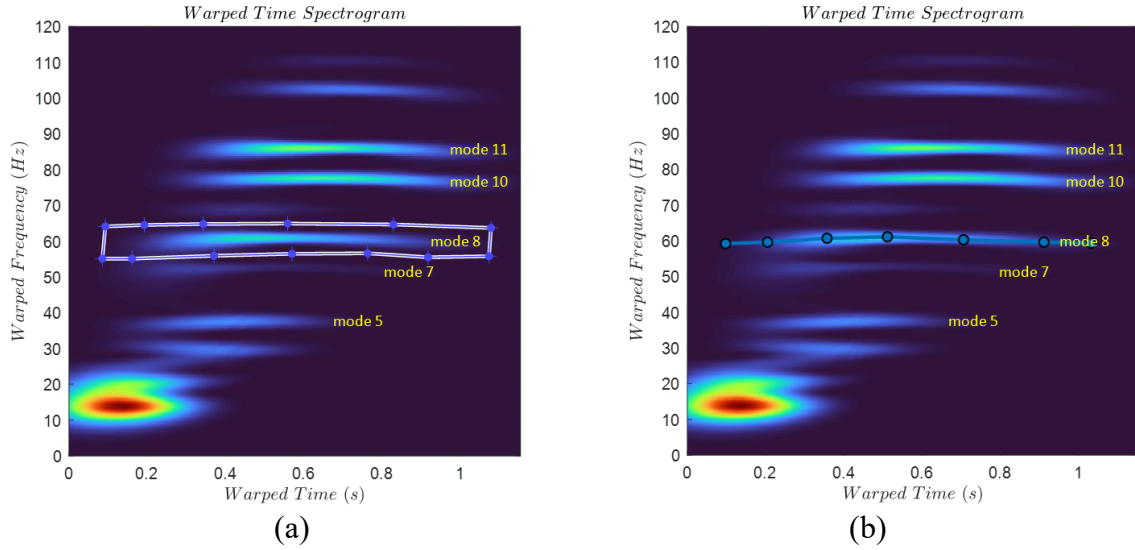 Warped Time Spectrogram
120
110
100
90
80
70
60
50
40
30
20
10
0
Warped Frequency (Hz)
mode 11
mode 10
mode 8
mode 7
mode 5
0
0.2
0.4
0.6
0.8
1
Warped Time (s)
(a)
Warped Time Spectrogram
120
110
100
90
80
70
60
50
40
30
20
10
0
Warped Frequency (Hz)
mode 11
mode 10
mode 8
mode 7
mode 5
0
0.2
0.4
0.6
0.8
1
Warped Time (s)
(b)